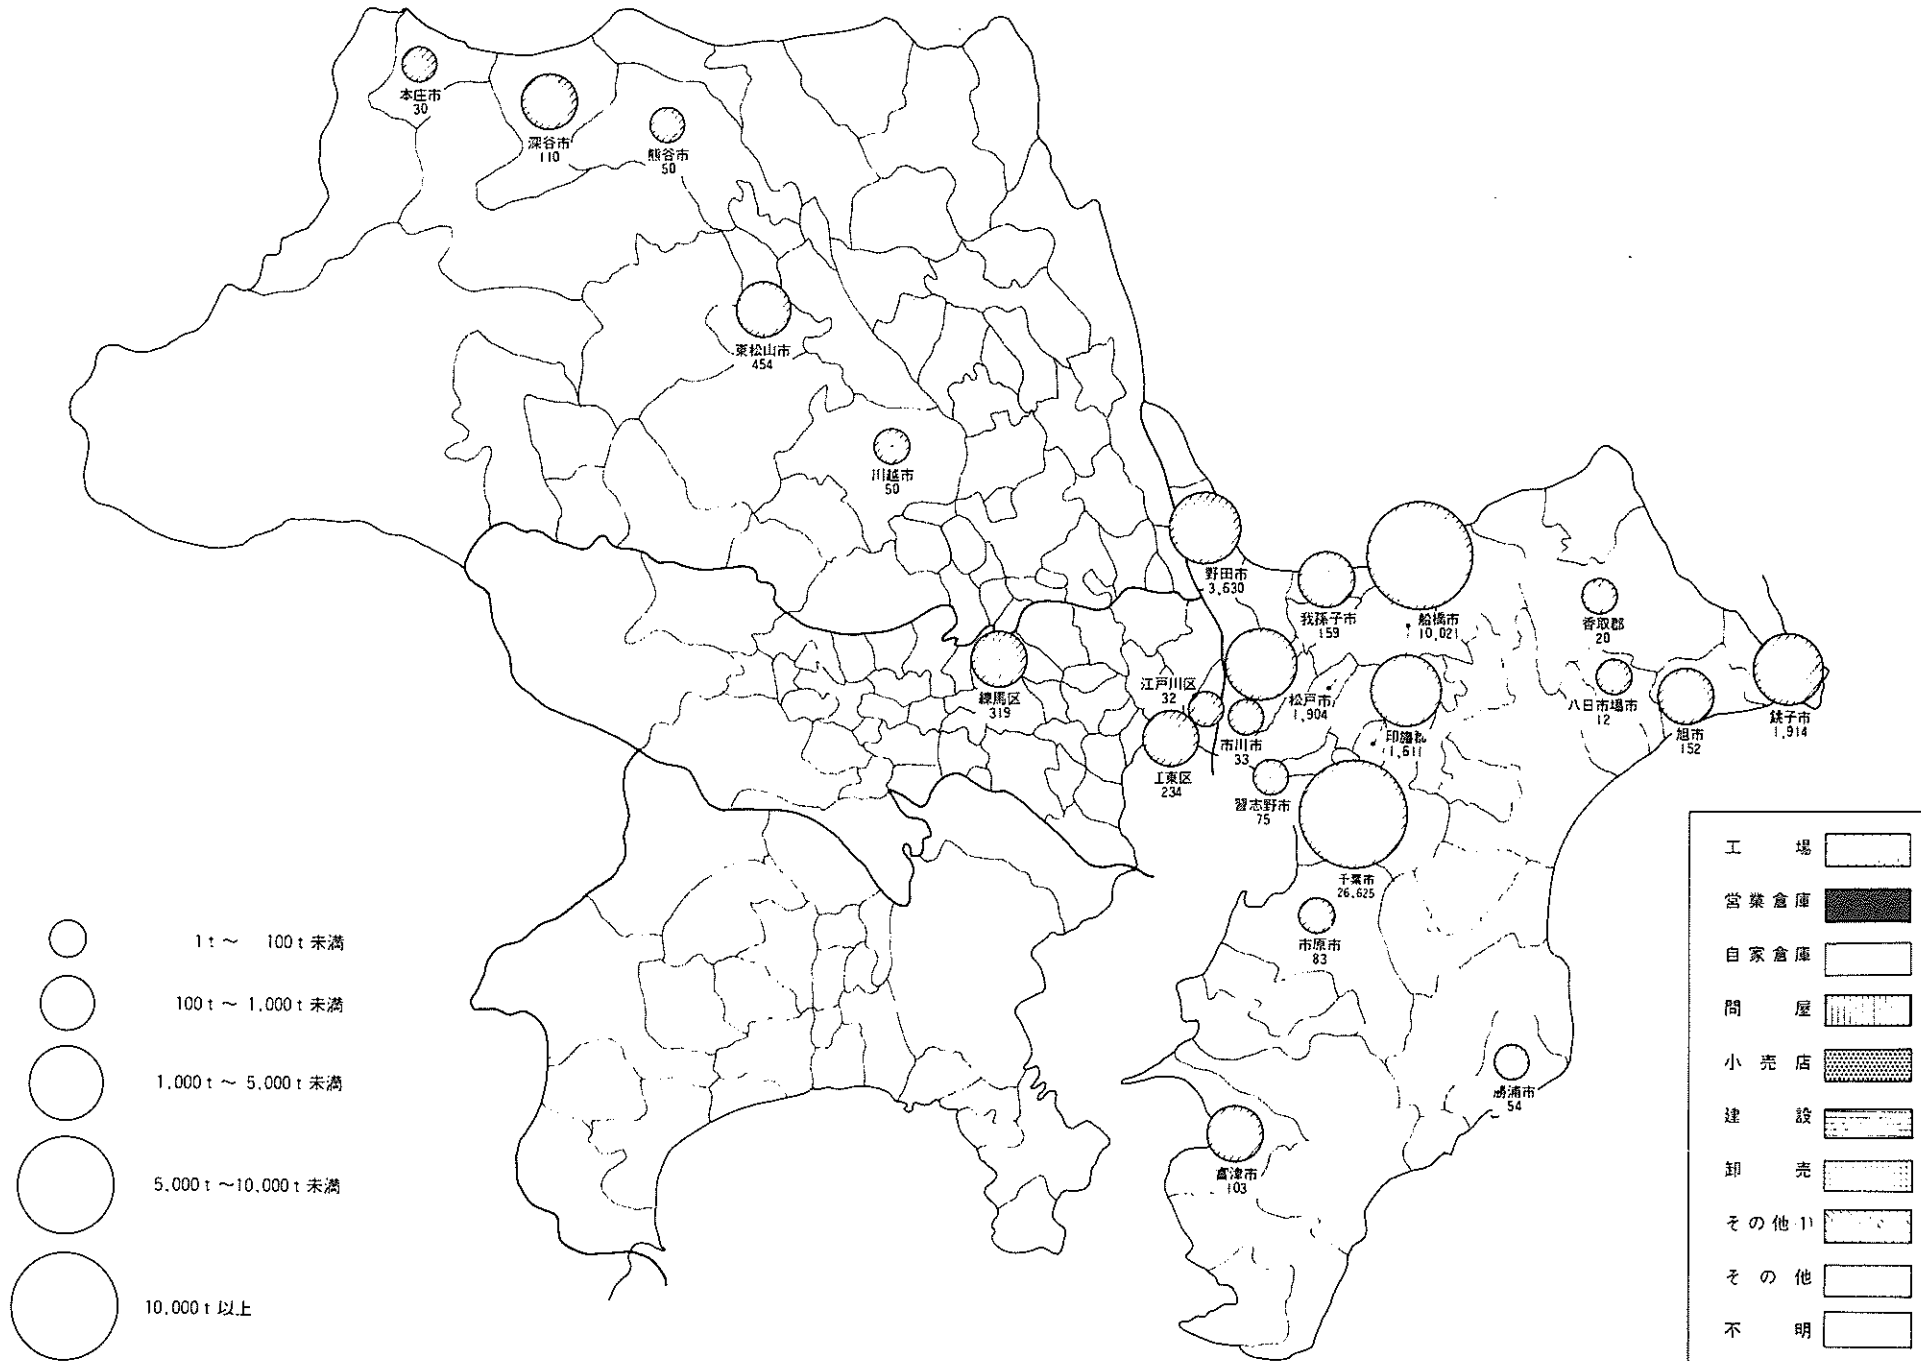 本庄市
30
深谷市
110
熊谷市
50
東松山市
454
川越市
50
野田市
3,630
我孫子市
159
船橋市
10,021
香取郡
20
練馬区
319
江戸川区
32
松戸市
1,904
市川市
33
印旛郡
1,611
八日市場市
12
旭市
152
銚子市
1,914
江東区
234
習志野市
75
千葉市
26,625
市原市
83
勝浦市
54
富津市
103
1t～ 100t未満
100t～1,000t未満
1,000t～5,000t未満
5,000t～10,000t未満
10,000t以上
工場
営業倉庫
自家倉庫
問屋
小売店
建設
卸売
その他1)
その他
不明